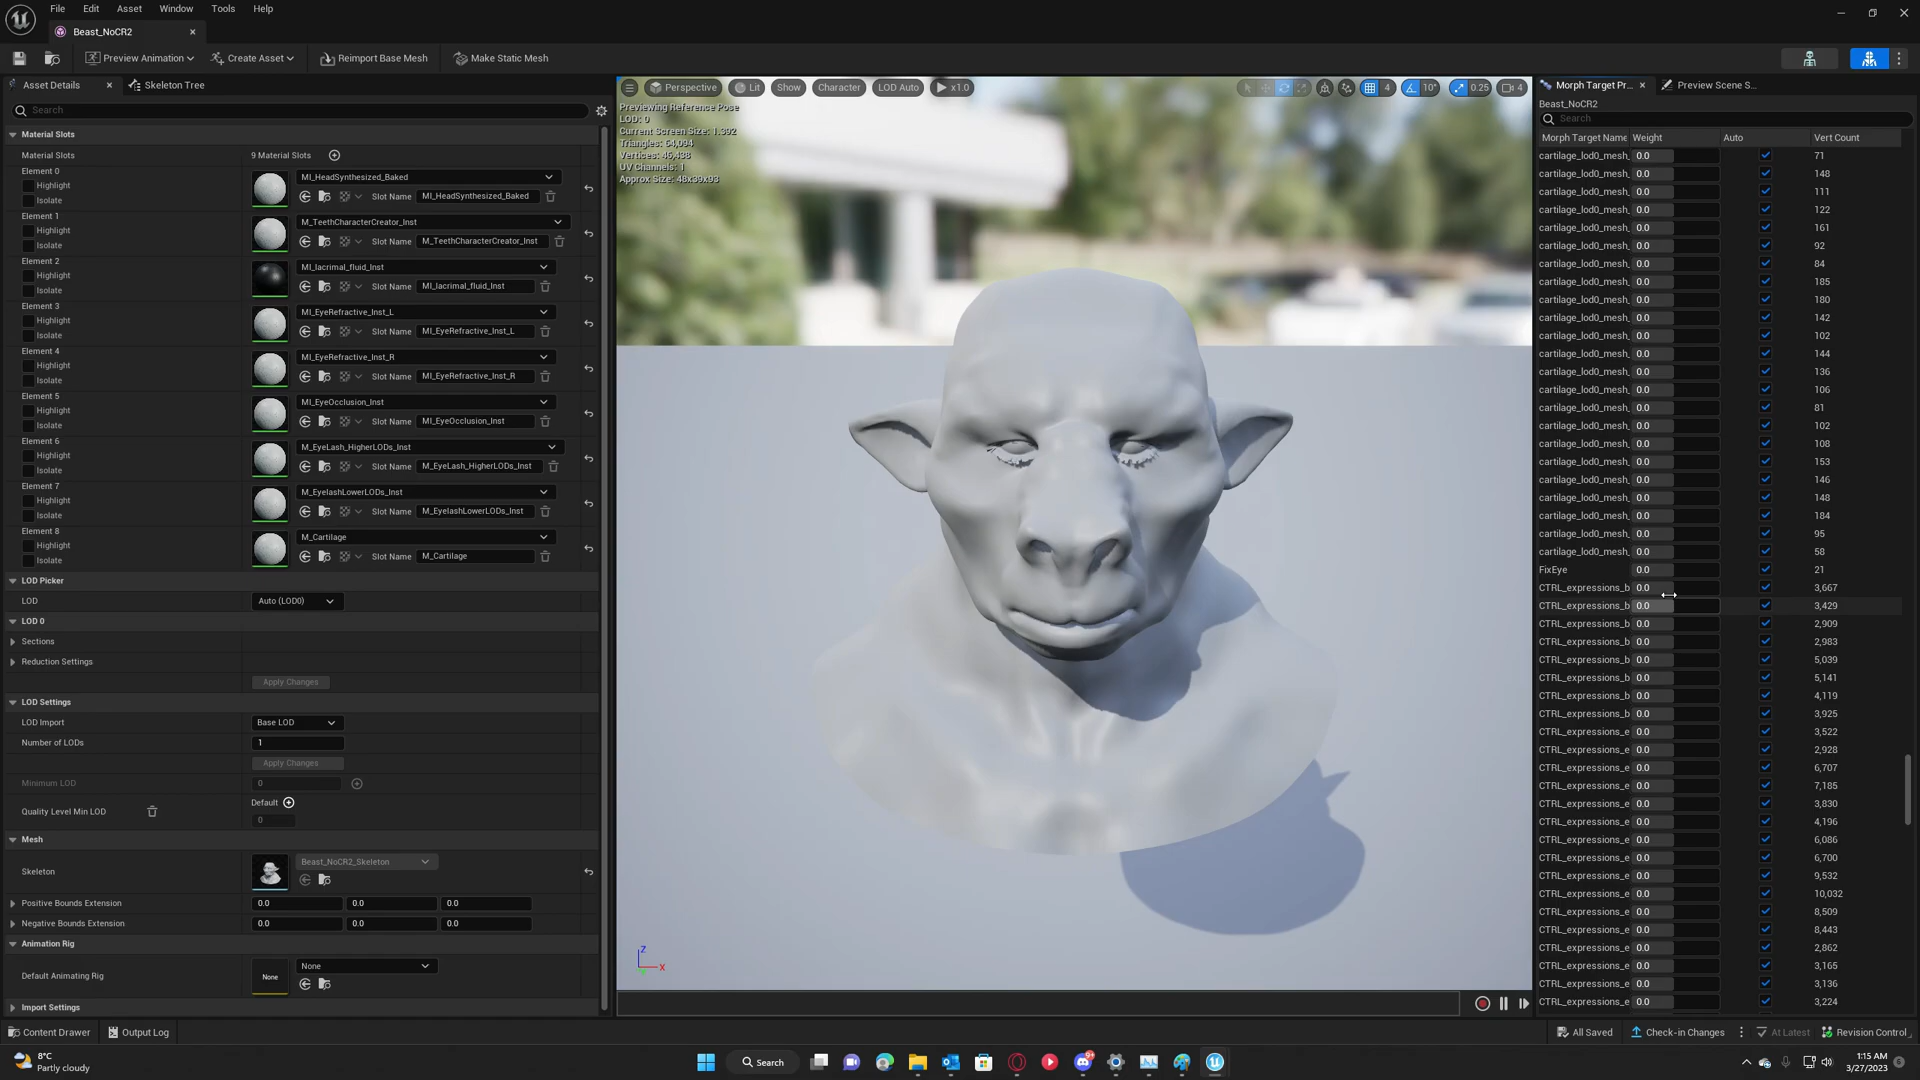 File Edit Asset Window Tools Help
Beast_NoCR2
Preview Animation Create Asset Reimport Base Mesh Make Static Mesh
Asset Details Skeleton Tree
Search
Material Slots
Material Slots 9 Material Slots
Element 0
Highlight
Isolate
MI_HeadSynthesized_Baked
Slot Name MI_HeadSynthesized_Baked
Element 1
Highlight
Isolate
M_TeethCharacterCreator_Inst
Slot Name M_TeethCharacterCreator_Inst
Element 2
Highlight
Isolate
MI_lacrimal_fluid_Inst
Slot Name MI_lacrimal_fluid_Inst
Element 3
Highlight
Isolate
MI_EyeRefractive_Inst_L
Slot Name MI_EyeRefractive_Inst_L
Element 4
Highlight
Isolate
MI_EyeRefractive_Inst_R
Slot Name MI_EyeRefractive_Inst_R
Element 5
Highlight
Isolate
MI_EyeOcclusion_Inst
Slot Name MI_EyeOcclusion_Inst
Element 6
Highlight
Isolate
M_EyeLash_HigherLODs_Inst
Slot Name M_EyeLash_HigherLODs_Inst
Element 7
Highlight
Isolate
M_EyelashLowerLODs_Inst
Slot Name M_EyelashLowerLODs_Inst
Element 8
Highlight
Isolate
M_Cartilage
Slot Name M_Cartilage
LOD Picker
LOD Auto (LOD0)
LOD 0
Sections
Reduction Settings
Apply Changes
LOD Settings
LOD Import Base LOD
Number of LODs 1
Apply Changes
Minimum LOD 0
Quality Level Min LOD Default
0
Mesh
Skeleton Beast_NoCR2_Skeleton
Positive Bounds Extension 0.0 0.0 0.0
Negative Bounds Extension 0.0 0.0 0.0
Animation Rig
Default Animating Rig None None
Import Settings
Perspective Lit Show Character LOD Auto x1.0 4 10° 0.25 4
Previewing Reference Pose
LOD: 0
Current Screen Size: 1.392
Triangles: 64,094
Vertices: 46,438
UV Channels: 1
Approx Size: 48x39x93
Z
X
Morph Target Pr... Preview Scene S...
Beast_NoCR2
Search
Morph Target Name Weight Auto Vert Count
cartilage_lod0_mesh_ 0.0 71
cartilage_lod0_mesh_ 0.0 148
cartilage_lod0_mesh_ 0.0 111
cartilage_lod0_mesh_ 0.0 122
cartilage_lod0_mesh_ 0.0 161
cartilage_lod0_mesh_ 0.0 92
cartilage_lod0_mesh_ 0.0 84
cartilage_lod0_mesh_ 0.0 185
cartilage_lod0_mesh_ 0.0 180
cartilage_lod0_mesh_ 0.0 142
cartilage_lod0_mesh_ 0.0 102
cartilage_lod0_mesh_ 0.0 144
cartilage_lod0_mesh_ 0.0 136
cartilage_lod0_mesh_ 0.0 106
cartilage_lod0_mesh_ 0.0 81
cartilage_lod0_mesh_ 0.0 102
cartilage_lod0_mesh_ 0.0 108
cartilage_lod0_mesh_ 0.0 153
cartilage_lod0_mesh_ 0.0 146
cartilage_lod0_mesh_ 0.0 148
cartilage_lod0_mesh_ 0.0 184
cartilage_lod0_mesh_ 0.0 95
cartilage_lod0_mesh_ 0.0 58
FixEye 0.0 21
CTRL_expressions_b 0.0 3,667
CTRL_expressions_b 0.0 3,429
CTRL_expressions_b 0.0 2,909
CTRL_expressions_b 0.0 2,983
CTRL_expressions_b 0.0 5,039
CTRL_expressions_b 0.0 5,141
CTRL_expressions_b 0.0 4,119
CTRL_expressions_b 0.0 3,925
CTRL_expressions_e 0.0 3,522
CTRL_expressions_e 0.0 2,928
CTRL_expressions_e 0.0 6,707
CTRL_expressions_e 0.0 7,185
CTRL_expressions_e 0.0 3,830
CTRL_expressions_e 0.0 4,196
CTRL_expressions_e 0.0 6,086
CTRL_expressions_e 0.0 6,700
CTRL_expressions_e 0.0 9,532
CTRL_expressions_e 0.0 10,032
CTRL_expressions_e 0.0 8,509
CTRL_expressions_e 0.0 8,443
CTRL_expressions_e 0.0 2,862
CTRL_expressions_e 0.0 3,165
CTRL_expressions_e 0.0 3,136
CTRL_expressions_e 0.0 3,224
Content Drawer Output Log All Saved Check-in Changes At Latest Revision Control
8°C
Partly cloudy
Search
1:15 AM
3/27/2023